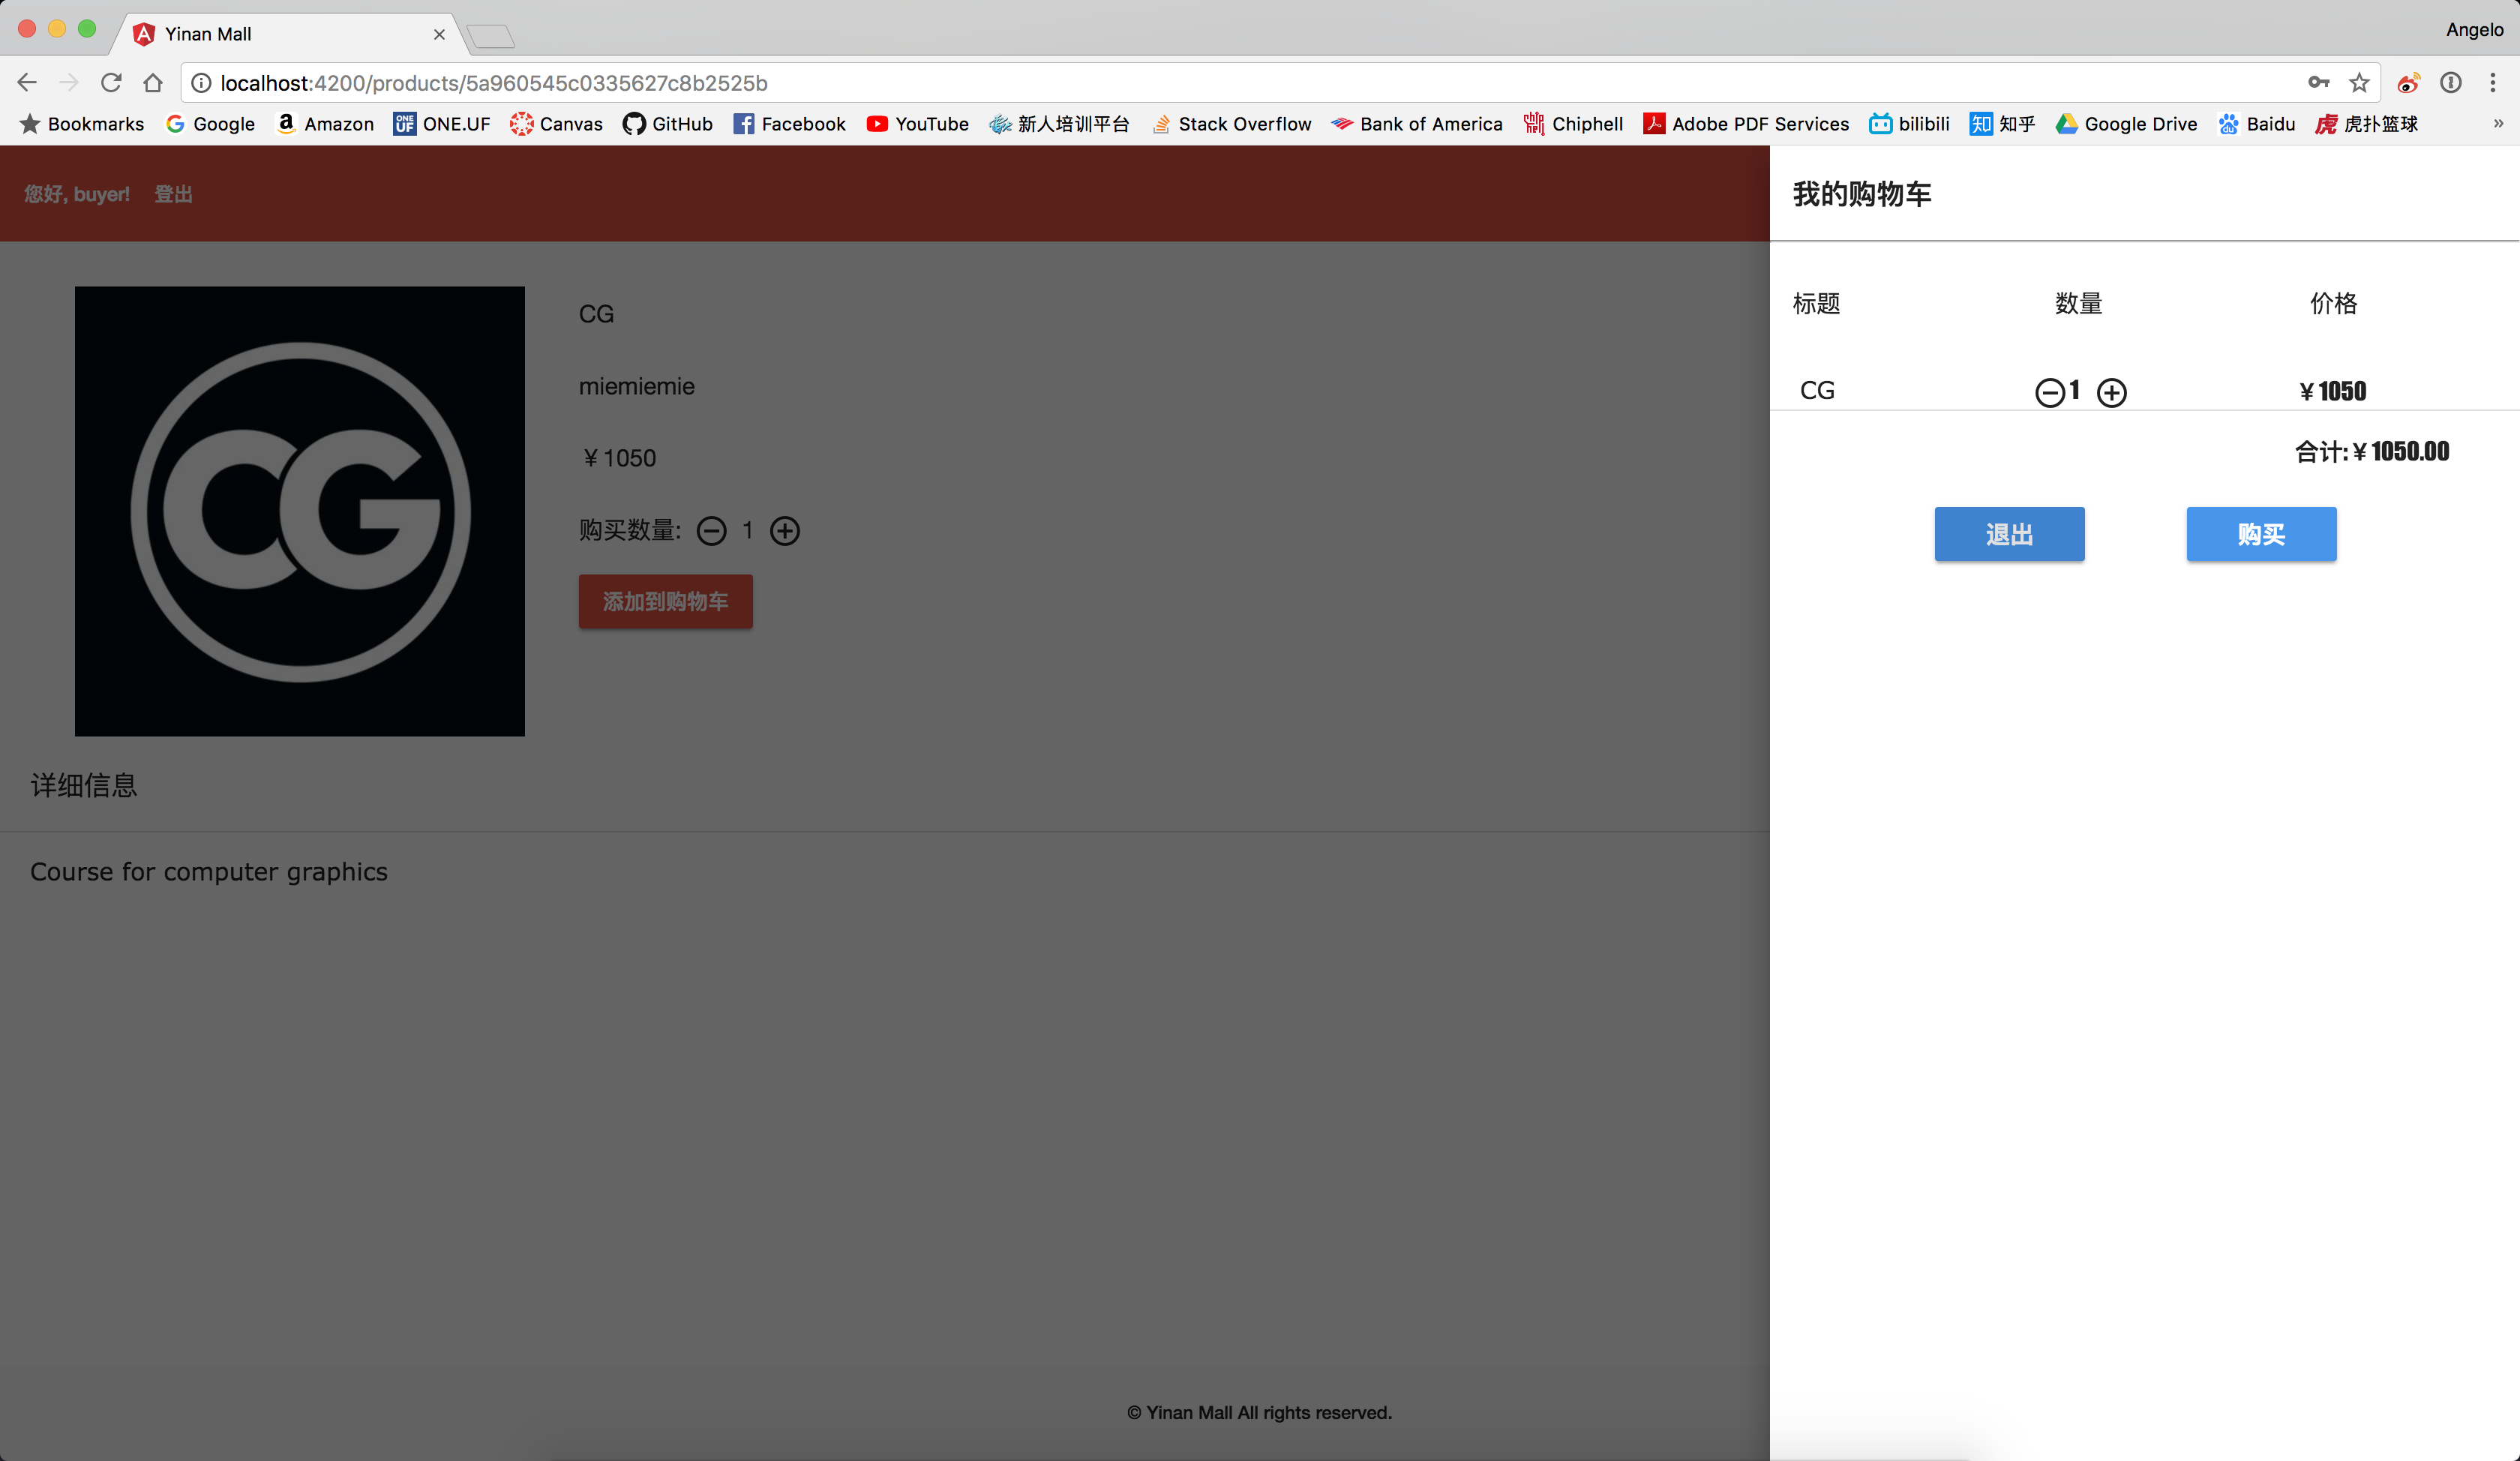 Yinan Mall
Angelo
localhost:4200/products/5a960545c0335627c8b2525b
Bookmarks Google Amazon ONE.UF Canvas GitHub Facebook YouTube 新人培训平台 Stack Overflow Bank of America Chiphell Adobe PDF Services bilibili 知乎 Google Drive Baidu 虎扑篮球 »
您好, buyer! 登出
CG
CG
miemiemie
¥1050
购买数量: 1
添加到购物车
详细信息
Course for computer graphics
© Yinan Mall All rights reserved.
我的购物车
标题 数量 价格
CG 1 ¥1050
合计:¥1050.00
退出 购买